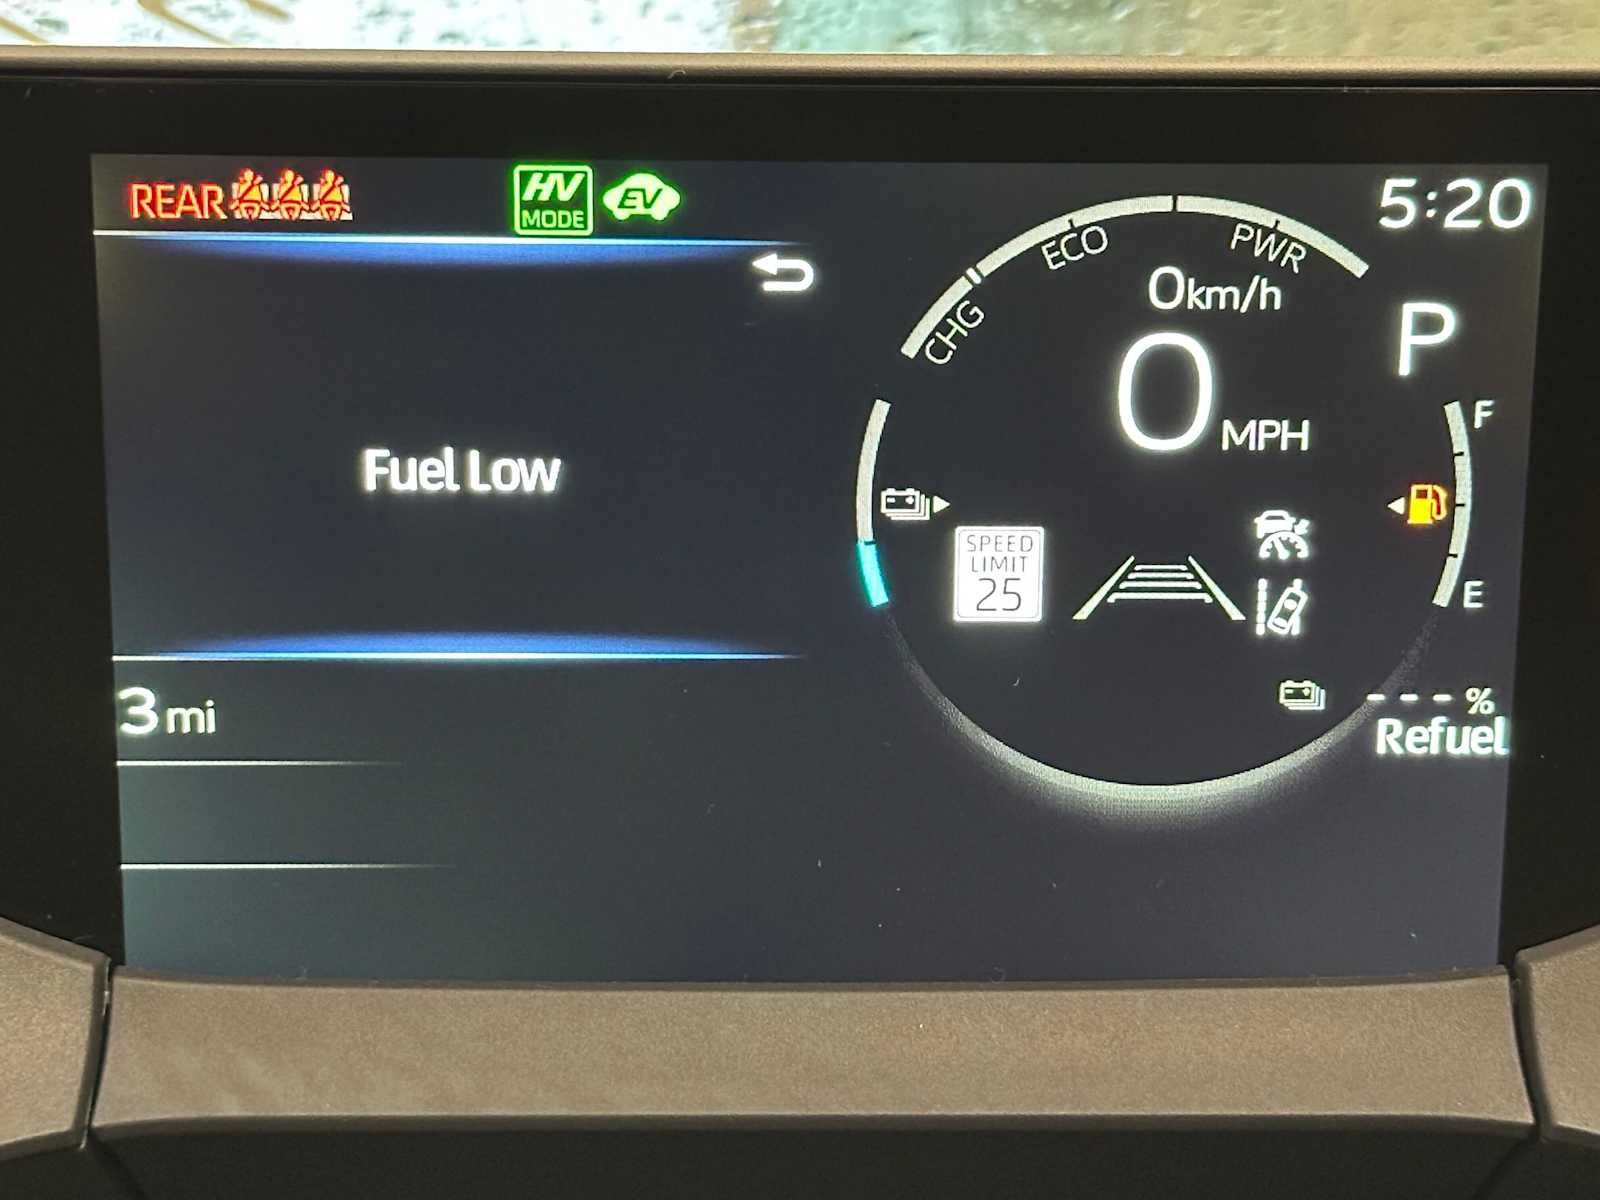 REAR
HV
MODE
EV
5:20
CHG
ECO
PWR
0km/h
0 MPH
P
F
Fuel Low
SPEED
LIMIT
25
E
3 mi
---%
Refuel